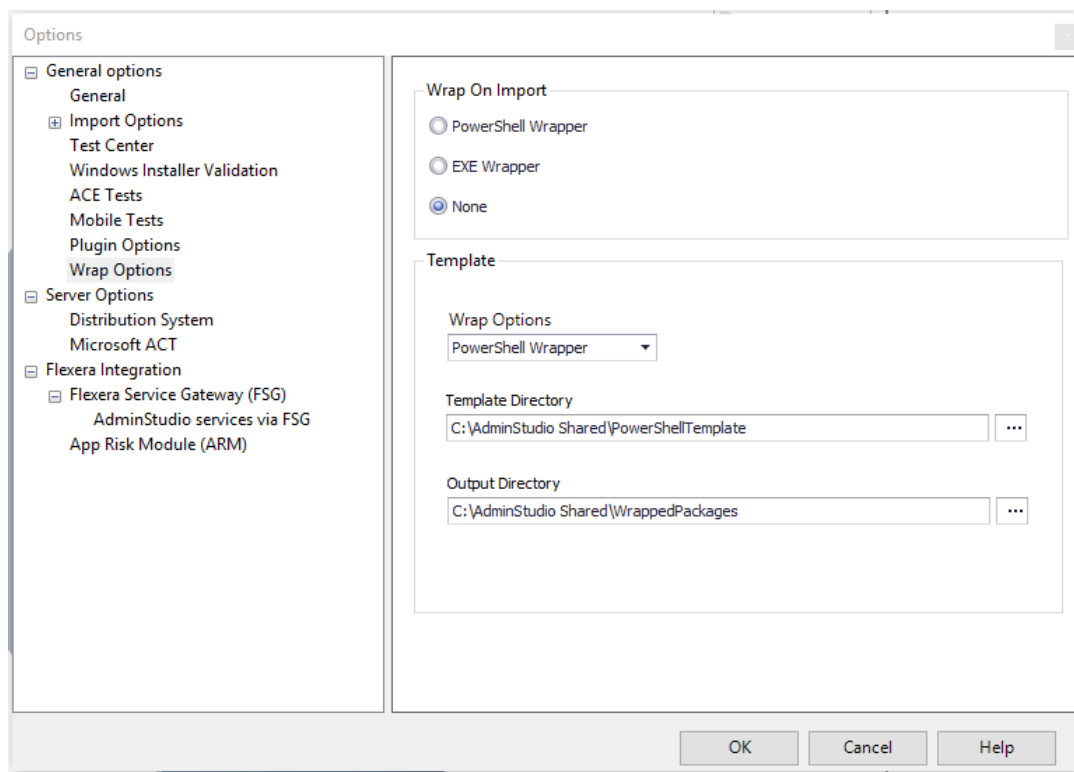 Options
General options
General
Import Options
Test Center
Windows Installer Validation
ACE Tests
Mobile Tests
Plugin Options
Wrap Options
Server Options
Distribution System
Microsoft ACT
Flexera Integration
Flexera Service Gateway (FSG)
AdminStudio services via FSG
App Risk Module (ARM)
Wrap On Import
PowerShell Wrapper
EXE Wrapper
None
Template
Wrap Options
PowerShell Wrapper
Template Directory
C:\AdminStudio Shared\PowerShellTemplate
...
Output Directory
C:\AdminStudio Shared\WrappedPackages
...
OK Cancel Help